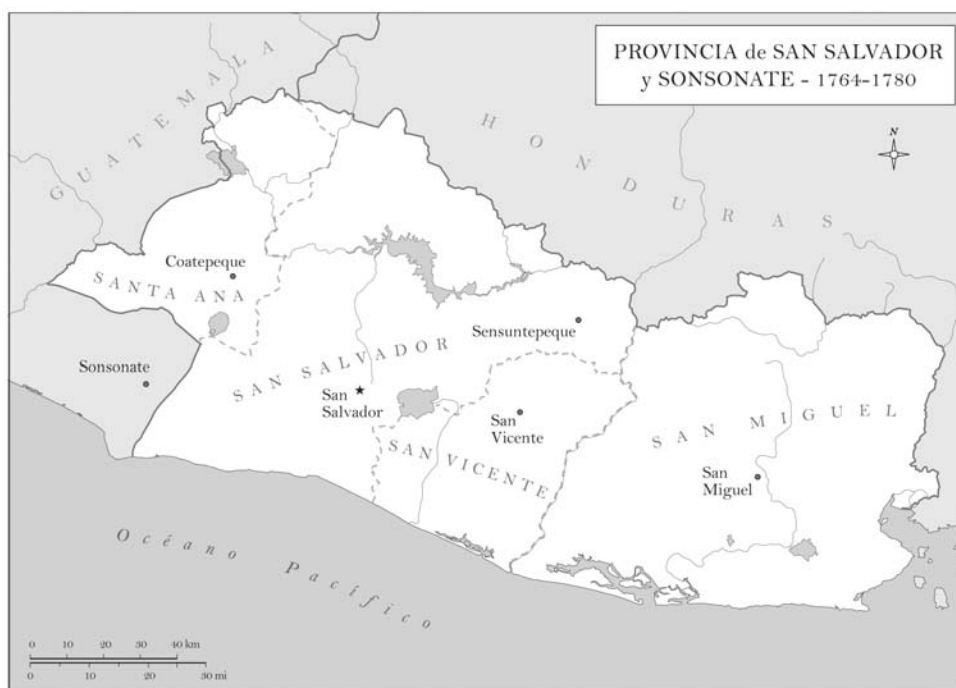 PROVINCIA de SAN SALVADOR
y SONSONATE - 1764-1780
GUATEMALA
HONDURAS
N
Coatepeque
SANTA ANA
Sensuntepeque
Sonsonate
SAN SALVADOR
San
Salvador
San
Vicente
SAN VICENTE
SAN MIGUEL
San
Miguel
Océano Pacífico
0 10 20 30 40 km
0 10 20 30 mi